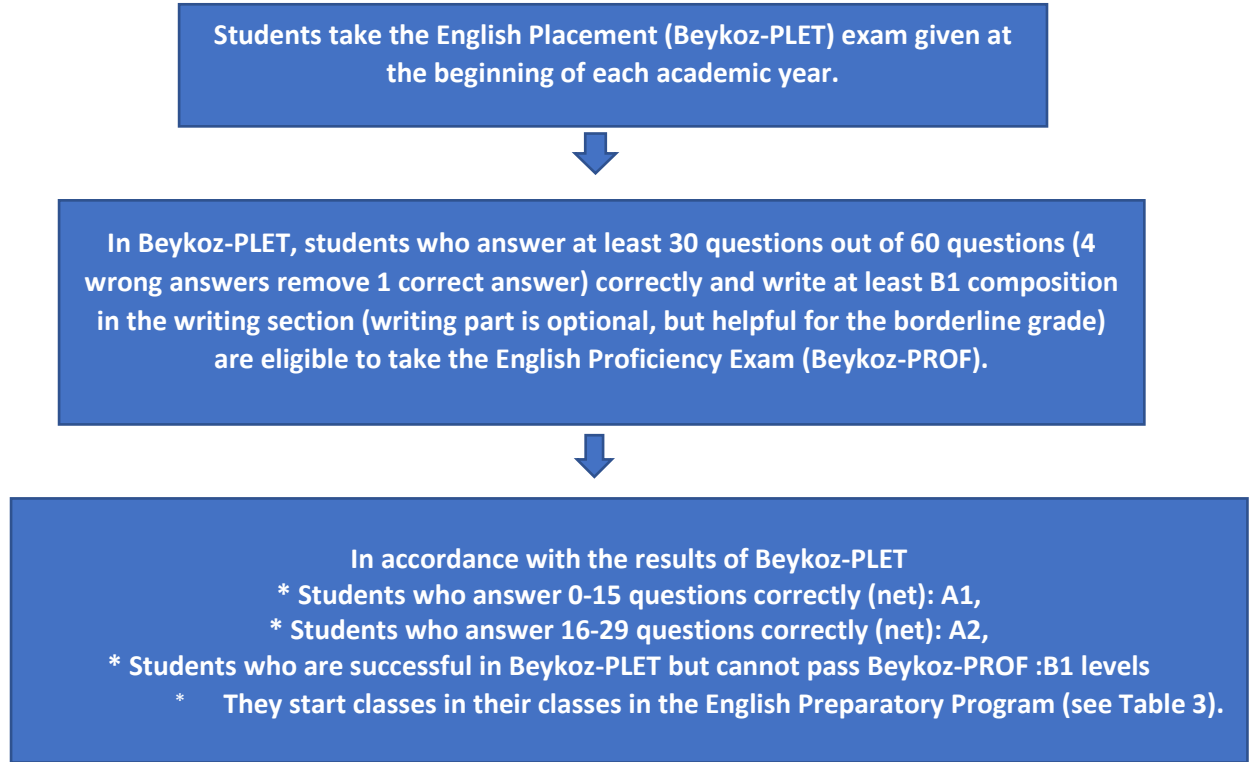 Students take the English Placement (Beykoz-PLET) exam given at
the beginning of each academic year.
In Beykoz-PLET, students who answer at least 30 questions out of 60 questions (4
wrong answers remove 1 correct answer) correctly and write at least B1 composition
in the writing section (writing part is optional, but helpful for the borderline grade)
are eligible to take the English Proficiency Exam (Beykoz-PROF).
In accordance with the results of Beykoz-PLET
* Students who answer 0-15 questions correctly (net): A1,
* Students who answer 16-29 questions correctly (net): A2,
* Students who are successful in Beykoz-PLET but cannot pass Beykoz-PROF :B1 levels
* They start classes in their classes in the English Preparatory Program (see Table 3).